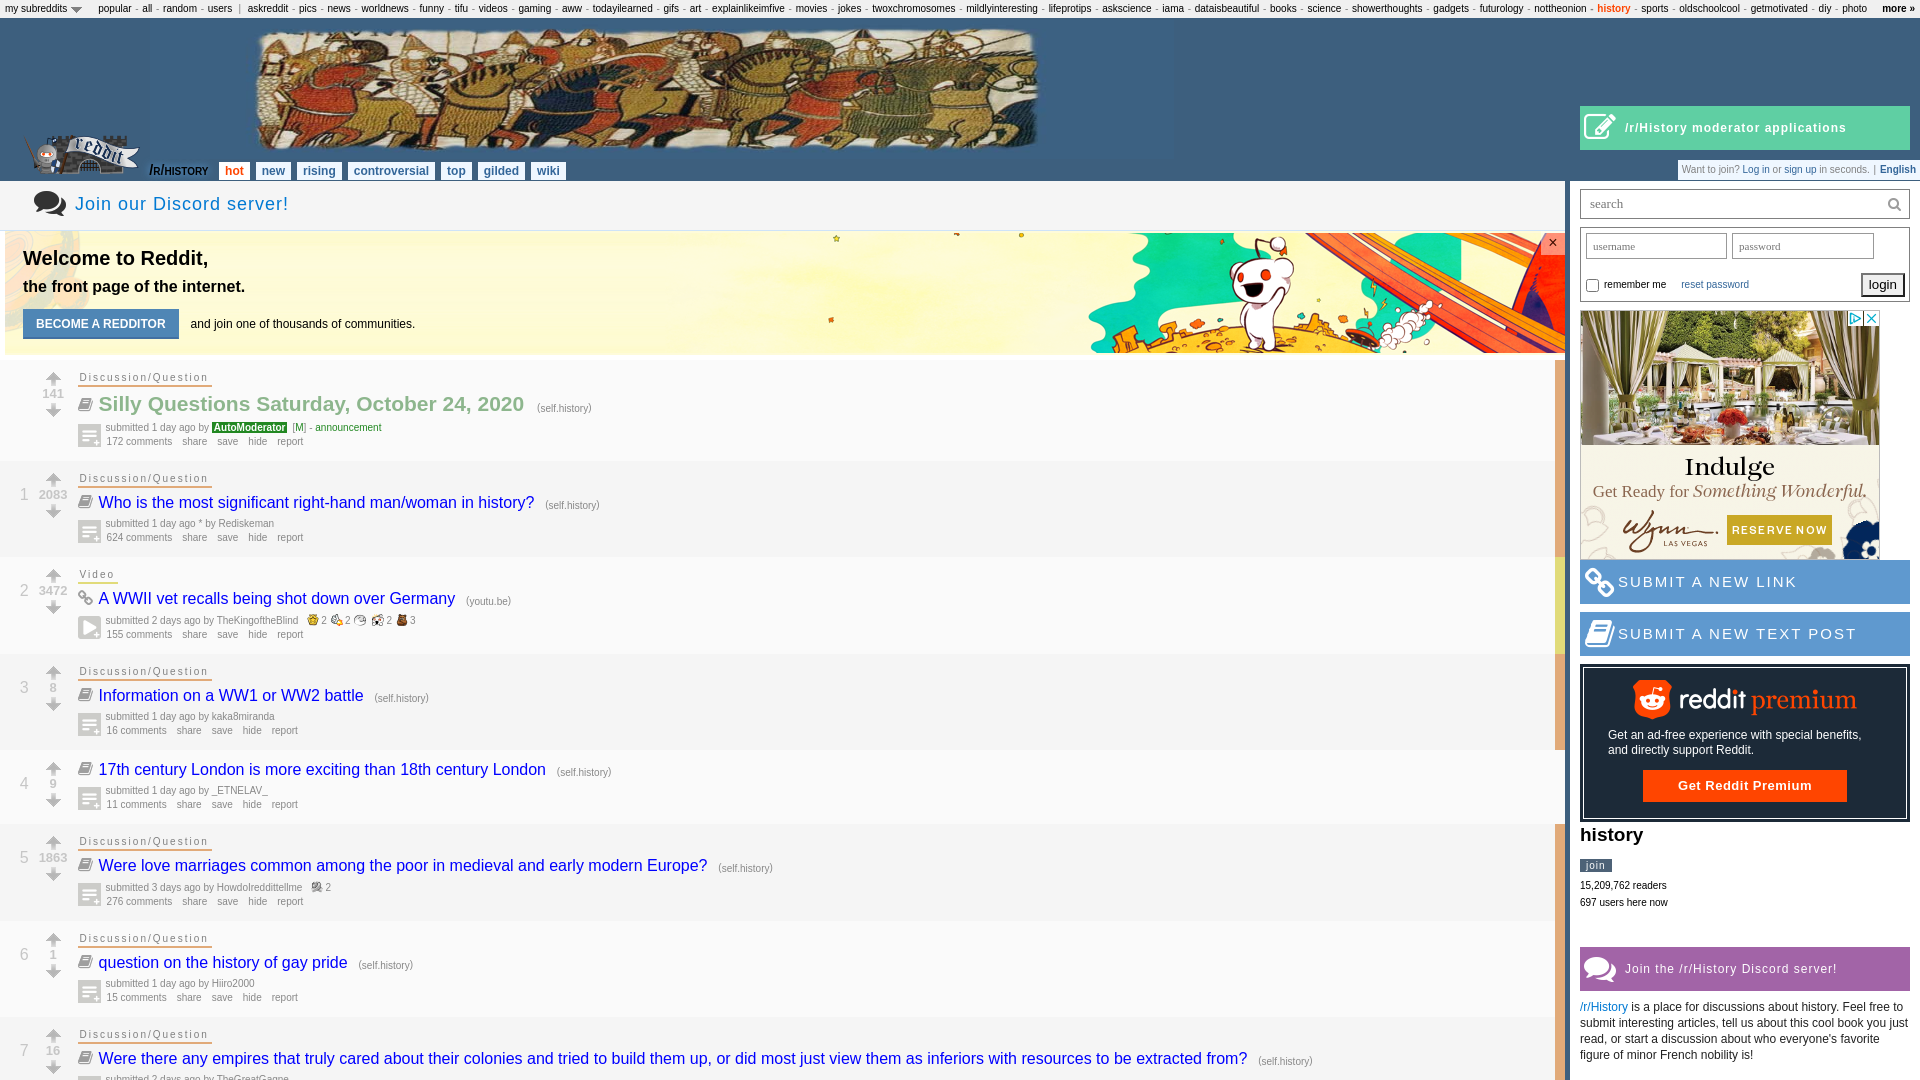 my subreddits popular - all - random - users | askreddit - pics - news - worldnews - funny - tifu - videos - gaming - aww - todayilearned - gifs - art - explainlikeimfive - movies - jokes - twoxchromosomes - mildlyinteresting - lifeprotips - askscience - iama - dataisbeautiful - books - science - showerthoughts - gadgets - futurology - nottheonion - history - sports - oldschoolcool - getmotivated - diy - photo more »
/r/History moderator applications
reddit
/R/HISTORY hot new rising controversial top gilded wiki
Want to join? Log in or sign up in seconds. | English
Join our Discord server!
Welcome to Reddit,
the front page of the internet.
BECOME A REDDITOR and join one of thousands of communities.
×
Discussion/Question
141
Silly Questions Saturday, October 24, 2020 (self.history)
submitted 1 day ago by AutoModerator [M] - announcement
172 comments share save hide report
Discussion/Question
1 2083
Who is the most significant right-hand man/woman in history? (self.history)
submitted 1 day ago * by Rediskeman
624 comments share save hide report
Video
2 3472
A WWII vet recalls being shot down over Germany (youtu.be)
submitted 2 days ago by TheKingoftheBlind 2 2 2 3
155 comments share save hide report
Discussion/Question
3 8
Information on a WW1 or WW2 battle (self.history)
submitted 1 day ago by kaka8miranda
16 comments share save hide report
17th century London is more exciting than 18th century London (self.history)
4 9
submitted 1 day ago by _ETNELAV_
11 comments share save hide report
Discussion/Question
5 1863
Were love marriages common among the poor in medieval and early modern Europe? (self.history)
submitted 3 days ago by HowdoIreddittellme 2
276 comments share save hide report
Discussion/Question
6 1
question on the history of gay pride (self.history)
submitted 1 day ago by Hiiro2000
15 comments share save hide report
Discussion/Question
7 16
Were there any empires that truly cared about their colonies and tried to build them up, or did most just view them as inferiors with resources to be extracted from? (self.history)
submitted 2 days ago by TheGreatGagne
search
username password
remember me reset password login
Indulge
Get Ready for Something Wonderful.
Wynn
LAS VEGAS
RESERVE NOW
SUBMIT A NEW LINK
SUBMIT A NEW TEXT POST
reddit premium
Get an ad-free experience with special benefits,
and directly support Reddit.
Get Reddit Premium
history
join
15,209,762 readers
697 users here now
Join the /r/History Discord server!
/r/History is a place for discussions about history. Feel free to
submit interesting articles, tell us about this cool book you just
read, or start a discussion about who everyone's favorite
figure of minor French nobility is!